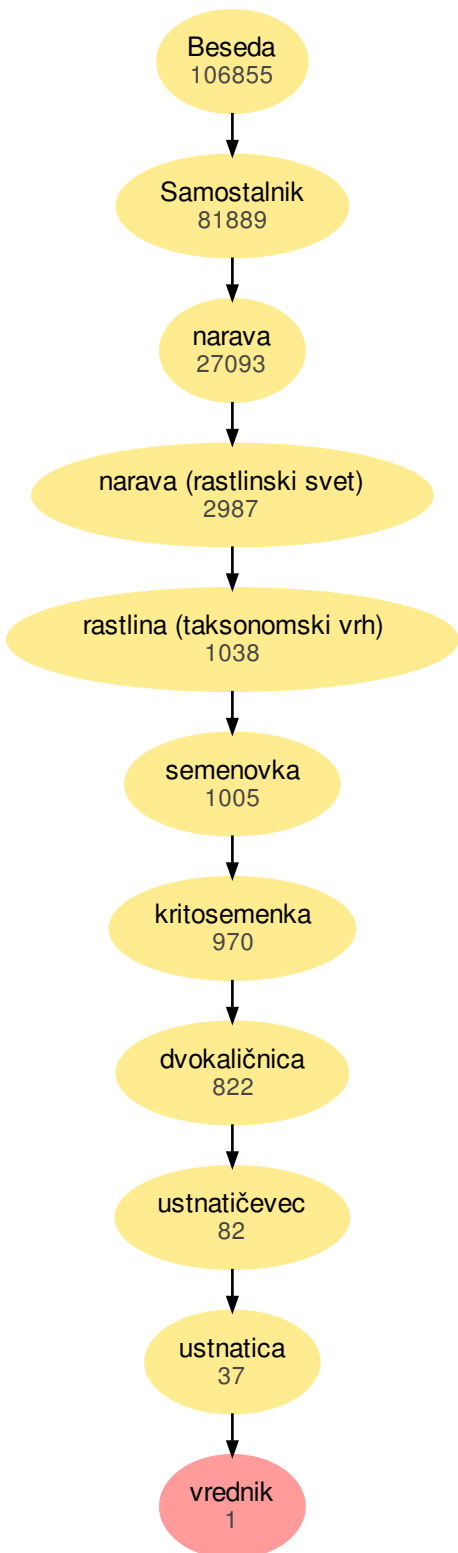 Beseda
106855
Samostalnik
81889
narava
27093
narava (rastlinski svet)
2987
rastlina (taksonomski vrh)
1038
semenovka
1005
kritosemenka
970
dvokaličnica
822
ustnatičevec
82
ustnatica
37
vrednik
1